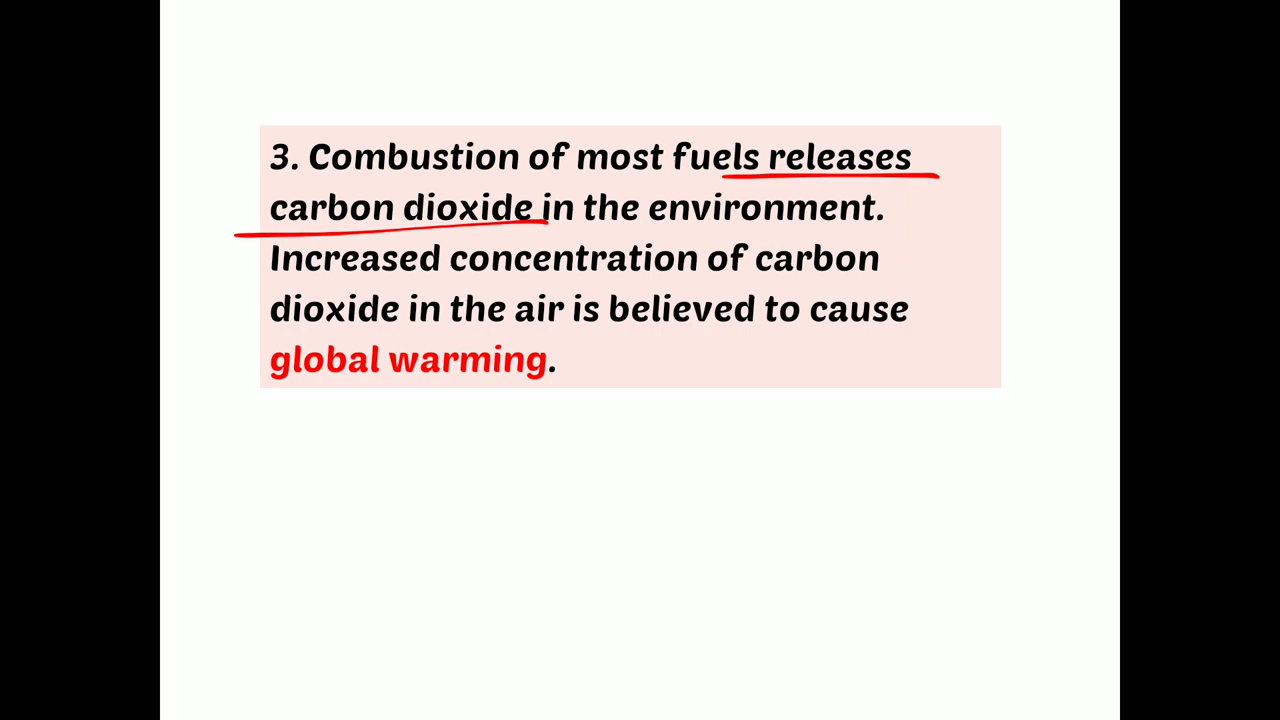 3. Combustion of most fuels releases
carbon dioxide in the environment.
Increased concentration of carbon
dioxide in the air is believed to cause
global warming.